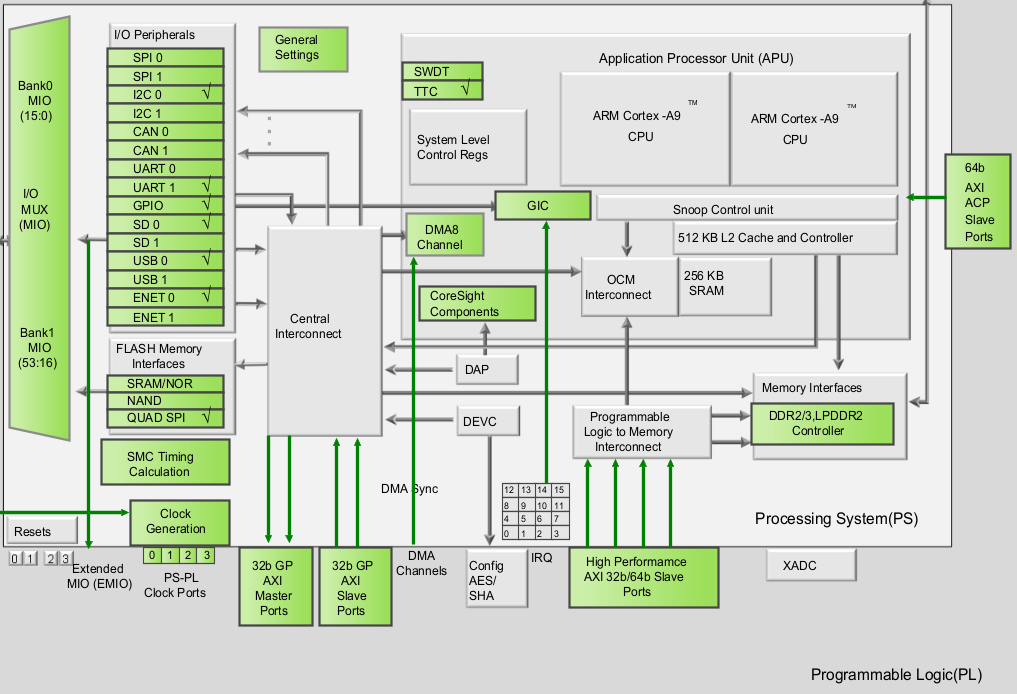 I/O Peripherals
SPI 0
SPI 1
I2C 0 √
I2C 1
CAN 0
CAN 1
UART 0
UART 1 √
GPIO √
SD 0 √
SD 1
USB 0 √
USB 1
ENET 0 √
ENET 1
Bank0
MIO
(15:0)
I/O
MUX
(MIO)
Bank1
MIO
(53:16)
General
Settings
Application Processor Unit (APU)
SWDT
TTC √
System Level
Control Regs
ARM Cortex -A9
TM
CPU
ARM Cortex -A9
TM
CPU
64b
AXI
ACP
Slave
Ports
GIC
Snoop Control unit
DMA8
Channel
512 KB L2 Cache and Controller
OCM
Interconnect
256 KB
SRAM
CoreSight
Components
Central
Interconnect
FLASH Memory
Interfaces
SRAM/NOR
NAND
QUAD SPI √
DAP
DEVC
Memory Interfaces
DDR2/3,LPDDR2
Controller
Programmable
Logic to Memory
Interconnect
SMC Timing
Calculation
DMA Sync
12 13 14 15
8 9 10 11
4 5 6 7
0 1 2 3
Clock
Generation
Processing System(PS)
Resets
0 1 2 3
Extended
MIO (EMIO)
0 1 2 3
PS-PL
Clock Ports
32b GP
AXI
Master
Ports
32b GP
AXI
Slave
Ports
DMA
Channels
Config
AES/
SHA
IRQ
High Performamce
AXI 32b/64b Slave
Ports
XADC
Programmable Logic(PL)